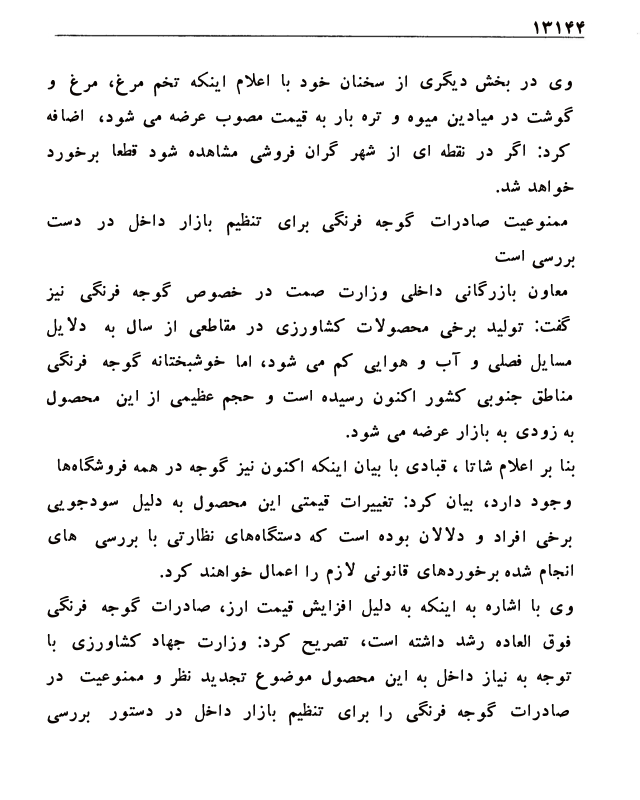 ۱۳۱۴۴
وی در بخش دیگری از سخنان خود با اعلام اینکه تخم مرغ، مرغ و
گوشت در میادین میوه و تره بار به قیمت مصوب عرضه می شود، اضافه
کرد: اگر در نقطه ای از شهر گران فروشی مشاهده شود قطعا برخورد
خواهد شد.
ممنوعیت صادرات گوجه فرنگی برای تنظیم بازار داخل در دست
بررسی است
معاون بازرگانی داخلی وزارت صمت در خصوص گوجه فرنگی نیز
گفت: تولید برخی محصولات کشاورزی در مقاطعی از سال به دلایل
مسایل فصلی و آب و هوایی کم می شود، اما خوشبختانه گوجه فرنگی
مناطق جنوبی کشور اکنون رسیده است و حجم عظیمی از این محصول
به زودی به بازار عرضه می شود.
بنا بر اعلام شاتا ، قبادی با بیان اینکه اکنون نیز گوجه در همه فروشگاه‌ها
وجود دارد، بیان کرد: تغییرات قیمتی این محصول به دلیل سودجویی
برخی افراد و دلالان بوده است که دستگاه‌های نظارتی با بررسی های
انجام شده برخوردهای قانونی لازم را اعمال خواهند کرد.
وی با اشاره به اینکه به دلیل افزایش قیمت ارز، صادرات گوجه فرنگی
فوق العاده رشد داشته است، تصریح کرد: وزارت جهاد کشاورزی با
توجه به نیاز داخل به این محصول موضوع تجدید نظر و ممنوعیت در
صادرات گوجه فرنگی را برای تنظیم بازار داخل در دستور بررسی